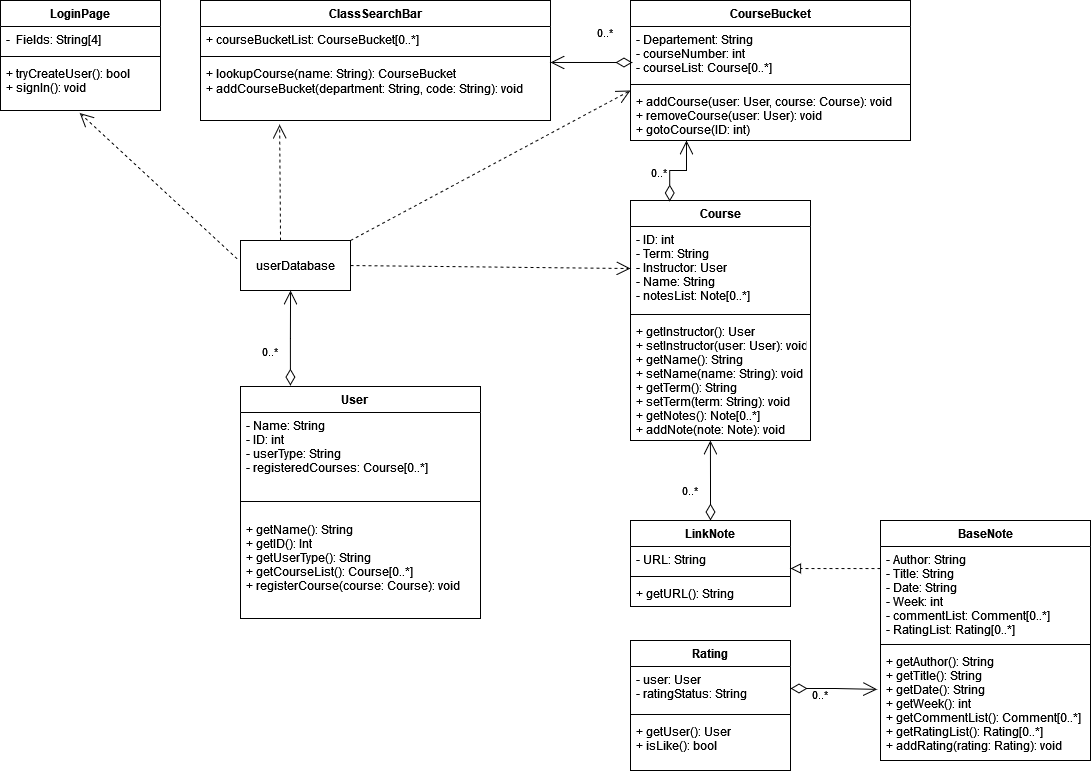 LoginPage
- Fields: String[4]
+ tryCreateUser(): bool
+ signIn(): void
ClassSearchBar
+ courseBucketList: CourseBucket[0..*]
+ lookupCourse(name: String): CourseBucket
+ addCourseBucket(department: String, code: String): void
0..*
CourseBucket
- Departement: String
- courseNumber: int
- courseList: Course[0..*]
+ addCourse(user: User, course: Course): void
+ removeCourse(user: User): void
+ gotoCourse(ID: int)
0..*
Course
- ID: int
- Term: String
- Instructor: User
- Name: String
- notesList: Note[0..*]
+ getInstructor(): User
+ setInstructor(user: User): void
+ getName(): String
+ setName(name: String): void
+ getTerm(): String
+ setTerm(term: String): void
+ getNotes(): Note[0..*]
+ addNote(note: Note): void
userDatabase
0..*
User
- Name: String
- ID: int
- userType: String
- registeredCourses: Course[0..*]
+ getName(): String
+ getID(): Int
+ getUserType(): String
+ getCourseList(): Course[0..*]
+ registerCourse(course: Course): void
0..*
LinkNote
- URL: String
+ getURL(): String
BaseNote
- Author: String
- Title: String
- Date: String
- Week: int
- commentList: Comment[0..*]
- RatingList: Rating[0..*]
+ getAuthor(): String
+ getTitle(): String
+ getDate(): String
+ getWeek(): int
+ getCommentList(): Comment[0..*]
+ getRatingList(): Rating[0..*]
+ addRating(rating: Rating): void
Rating
- user: User
- ratingStatus: String
+ getUser(): User
+ isLike(): bool
0..*